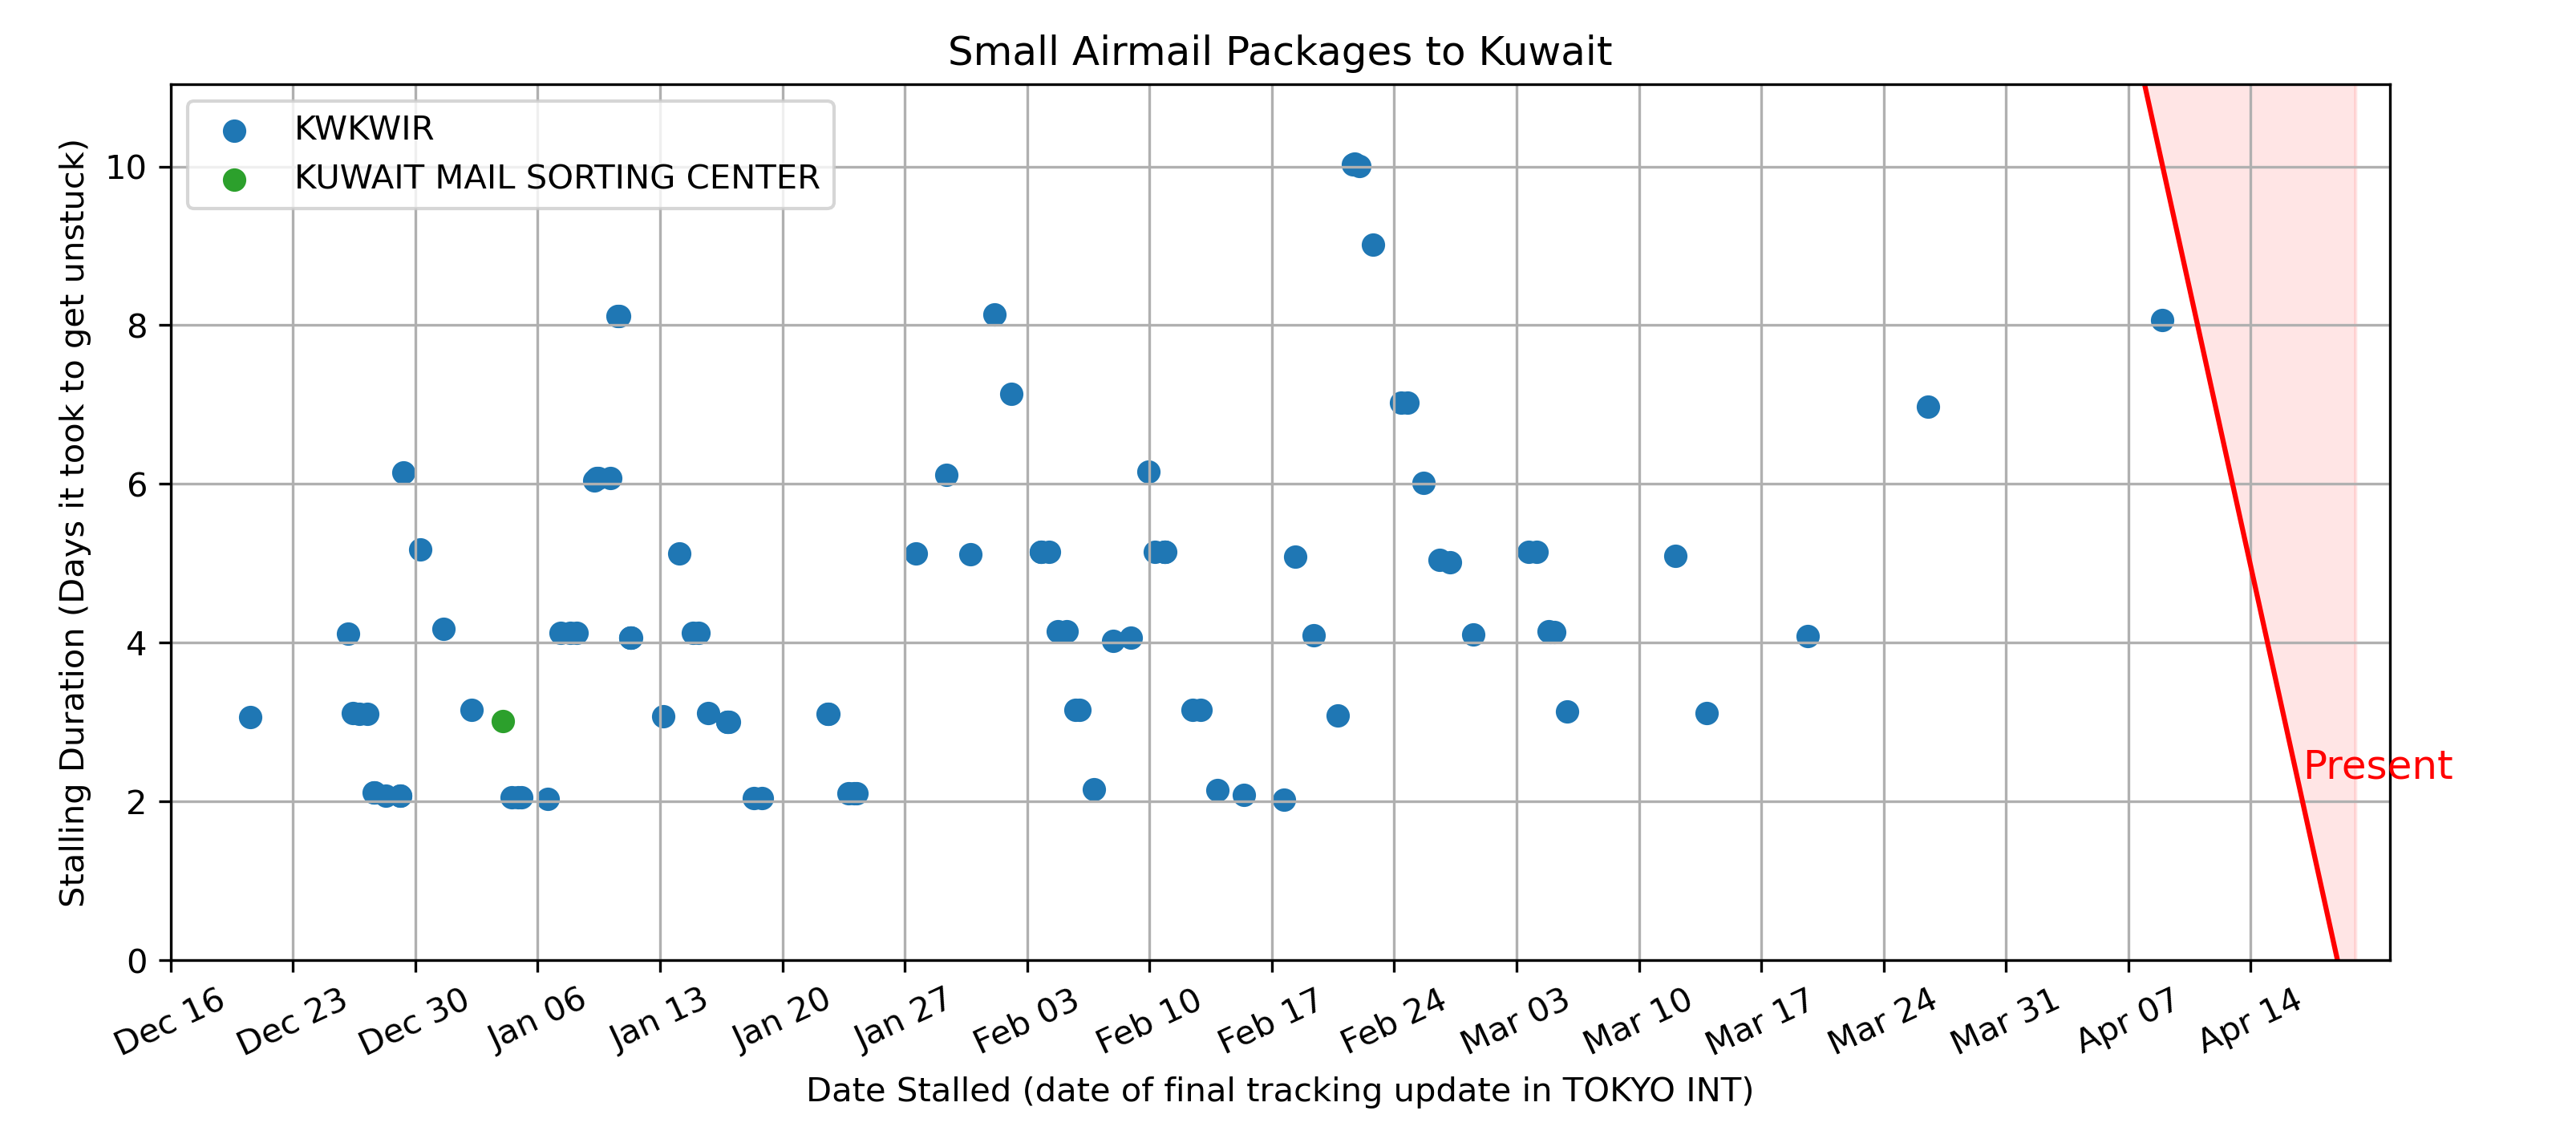 Small Airmail Packages to Kuwait
KWKWIR
KUWAIT MAIL SORTING CENTER
Stalling Duration (Days it took to get unstuck)
10
8
6
4
2
0
Present
Dec 16
Dec 23
Dec 30
Jan 06
Jan 13
Jan 20
Jan 27
Feb 03
Feb 10
Feb 17
Feb 24
Mar 03
Mar 10
Mar 17
Mar 24
Mar 31
Apr 07
Apr 14
Date Stalled (date of final tracking update in TOKYO INT)